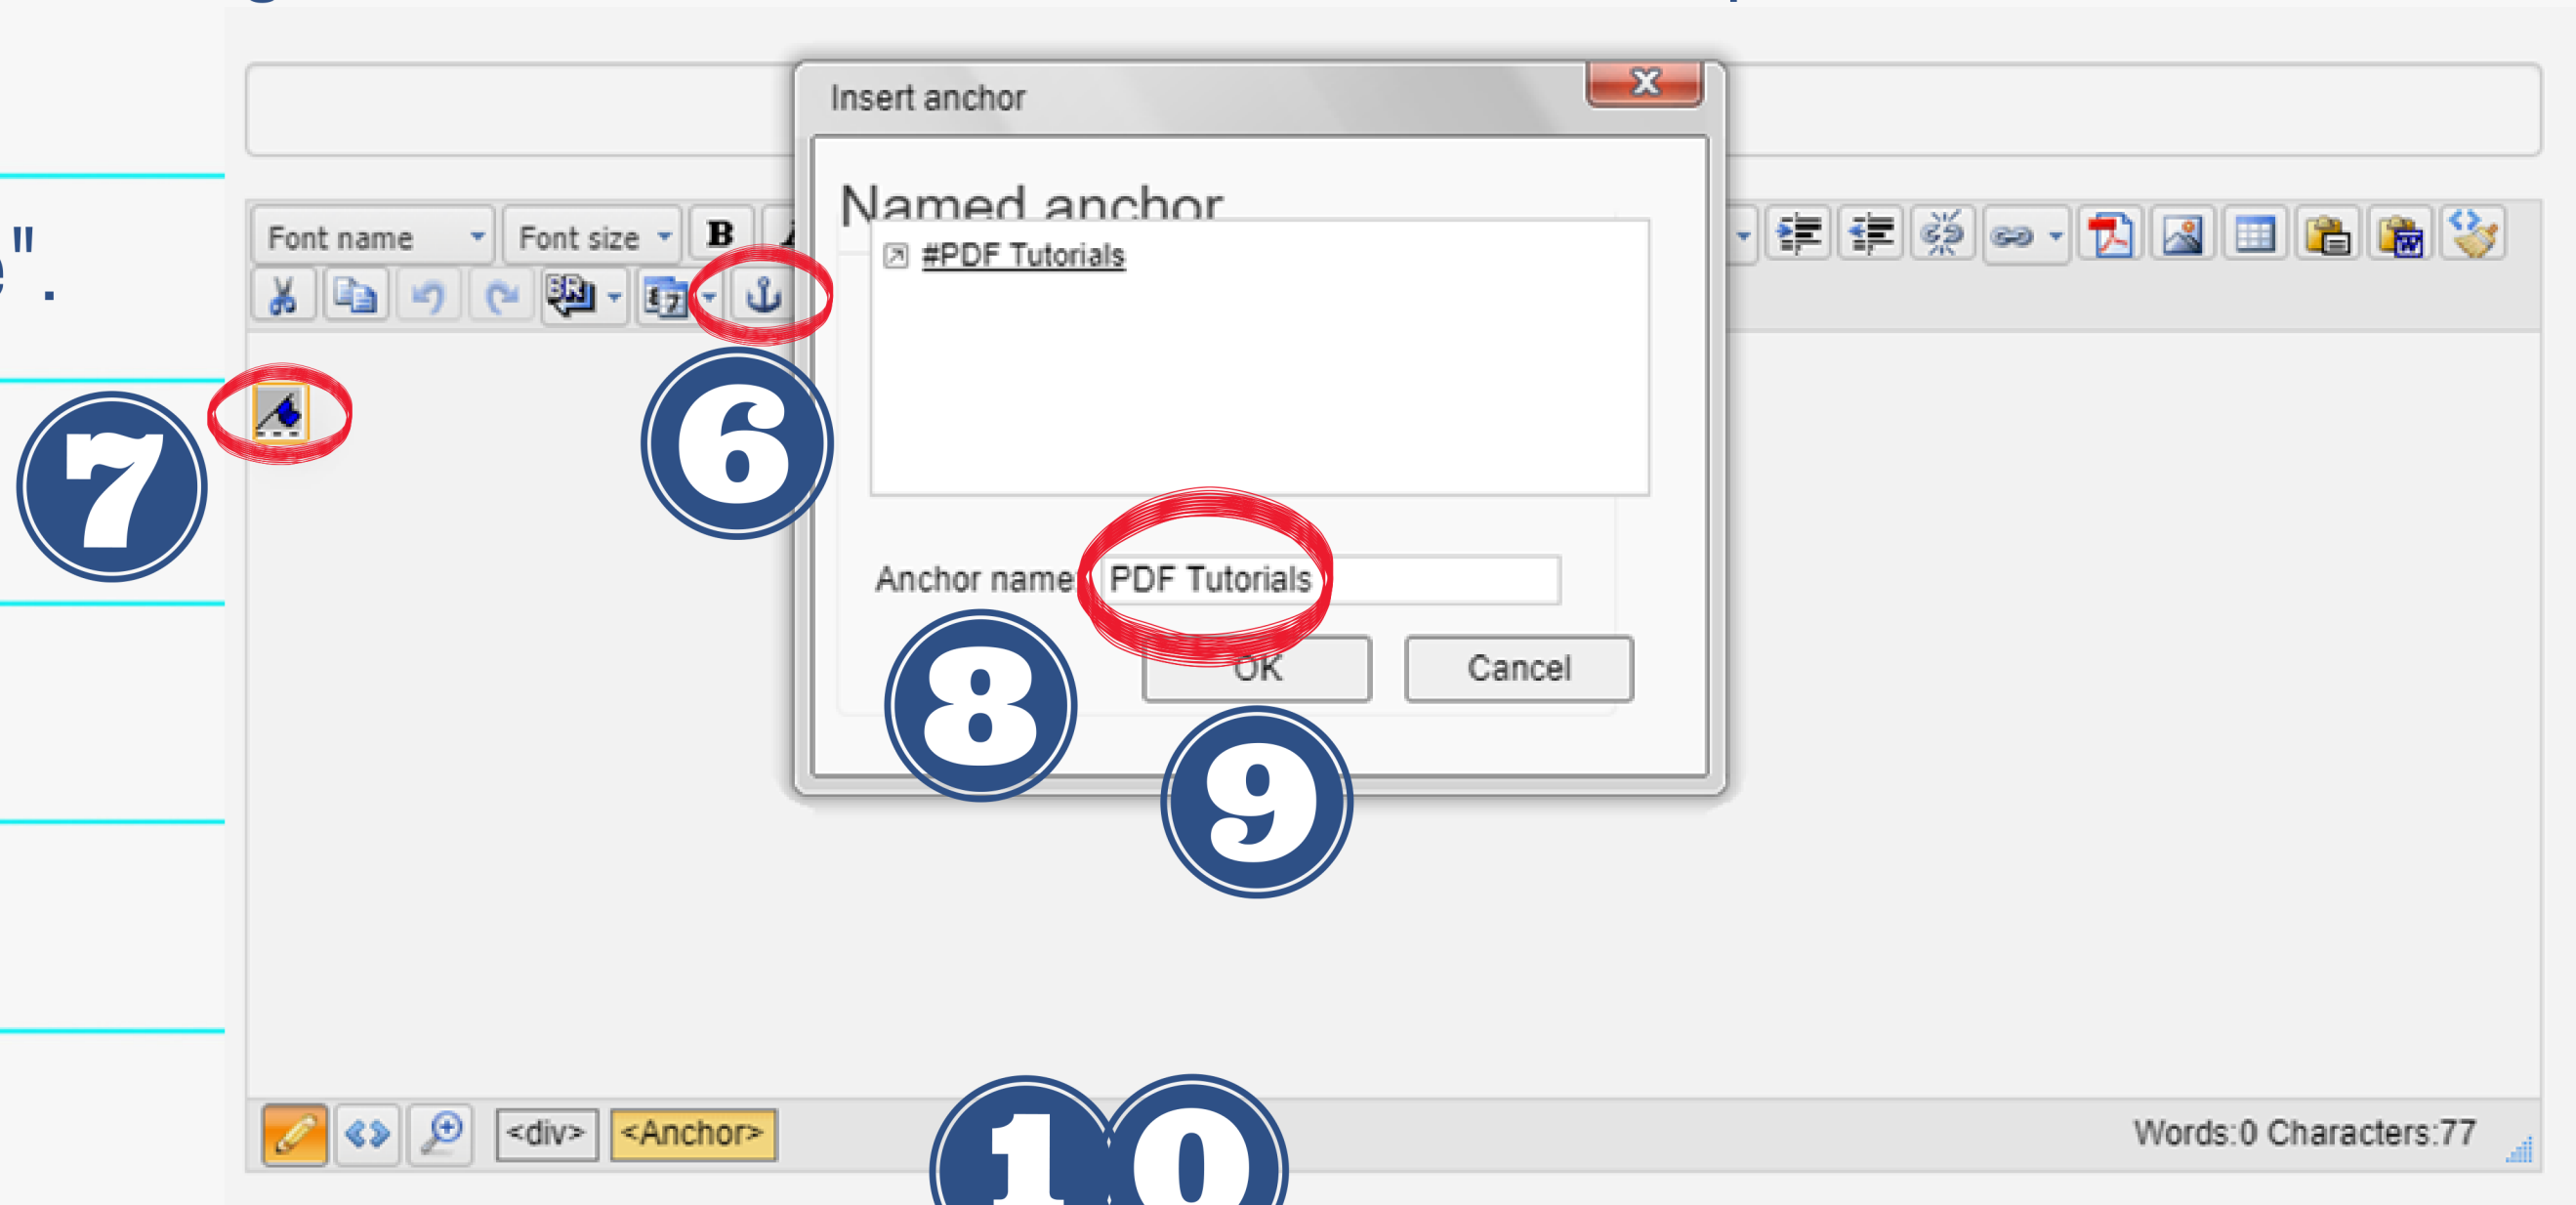 Insert anchor
Named anchor
e".
Font name Font size B
#PDF Tutorials
BR
6
7
Anchor name: PDF Tutorials
8
OK Cancel
9
<div> <Anchor> Words:0 Characters:77
10